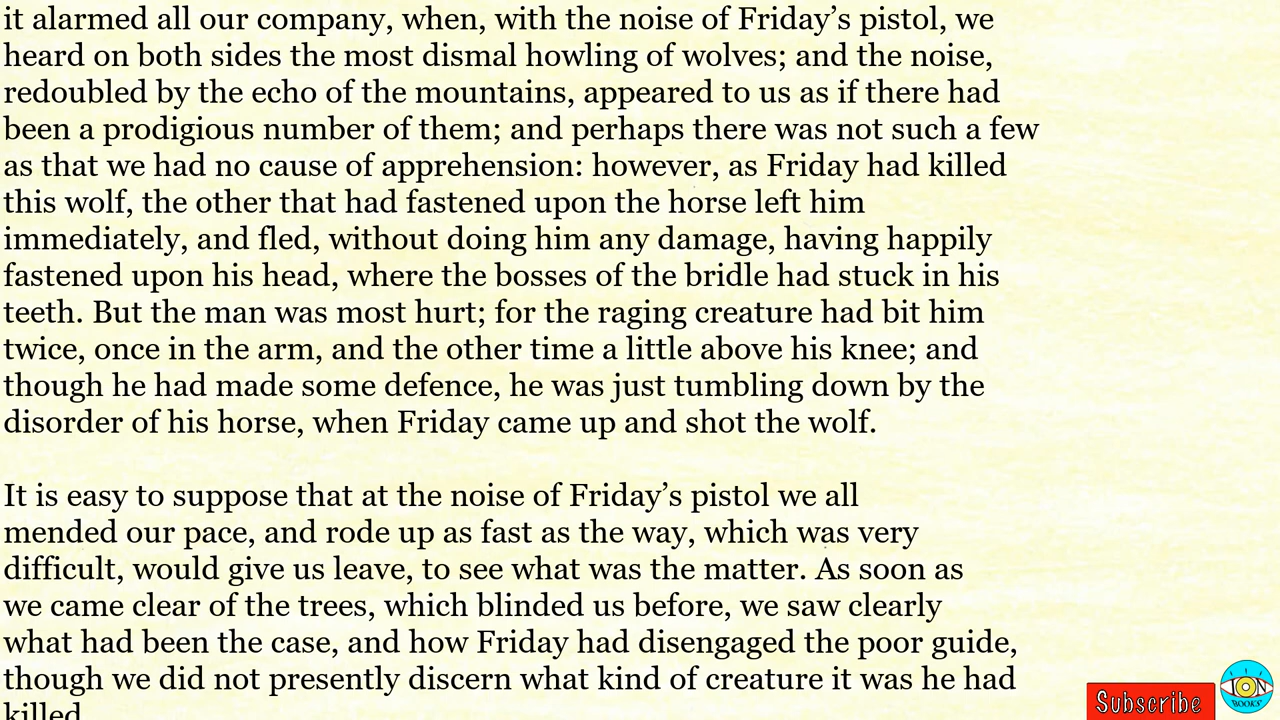 it alarmed all our company, when, with the noise of Friday’s pistol, we
heard on both sides the most dismal howling of wolves; and the noise,
redoubled by the echo of the mountains, appeared to us as if there had
been a prodigious number of them; and perhaps there was not such a few
as that we had no cause of apprehension: however, as Friday had killed
this wolf, the other that had fastened upon the horse left him
immediately, and fled, without doing him any damage, having happily
fastened upon his head, where the bosses of the bridle had stuck in his
teeth. But the man was most hurt; for the raging creature had bit him
twice, once in the arm, and the other time a little above his knee; and
though he had made some defence, he was just tumbling down by the
disorder of his horse, when Friday came up and shot the wolf.
It is easy to suppose that at the noise of Friday’s pistol we all
mended our pace, and rode up as fast as the way, which was very
difficult, would give us leave, to see what was the matter. As soon as
we came clear of the trees, which blinded us before, we saw clearly
what had been the case, and how Friday had disengaged the poor guide,
though we did not presently discern what kind of creature it was he had
killed.
Subscribe
ION
BOOKS